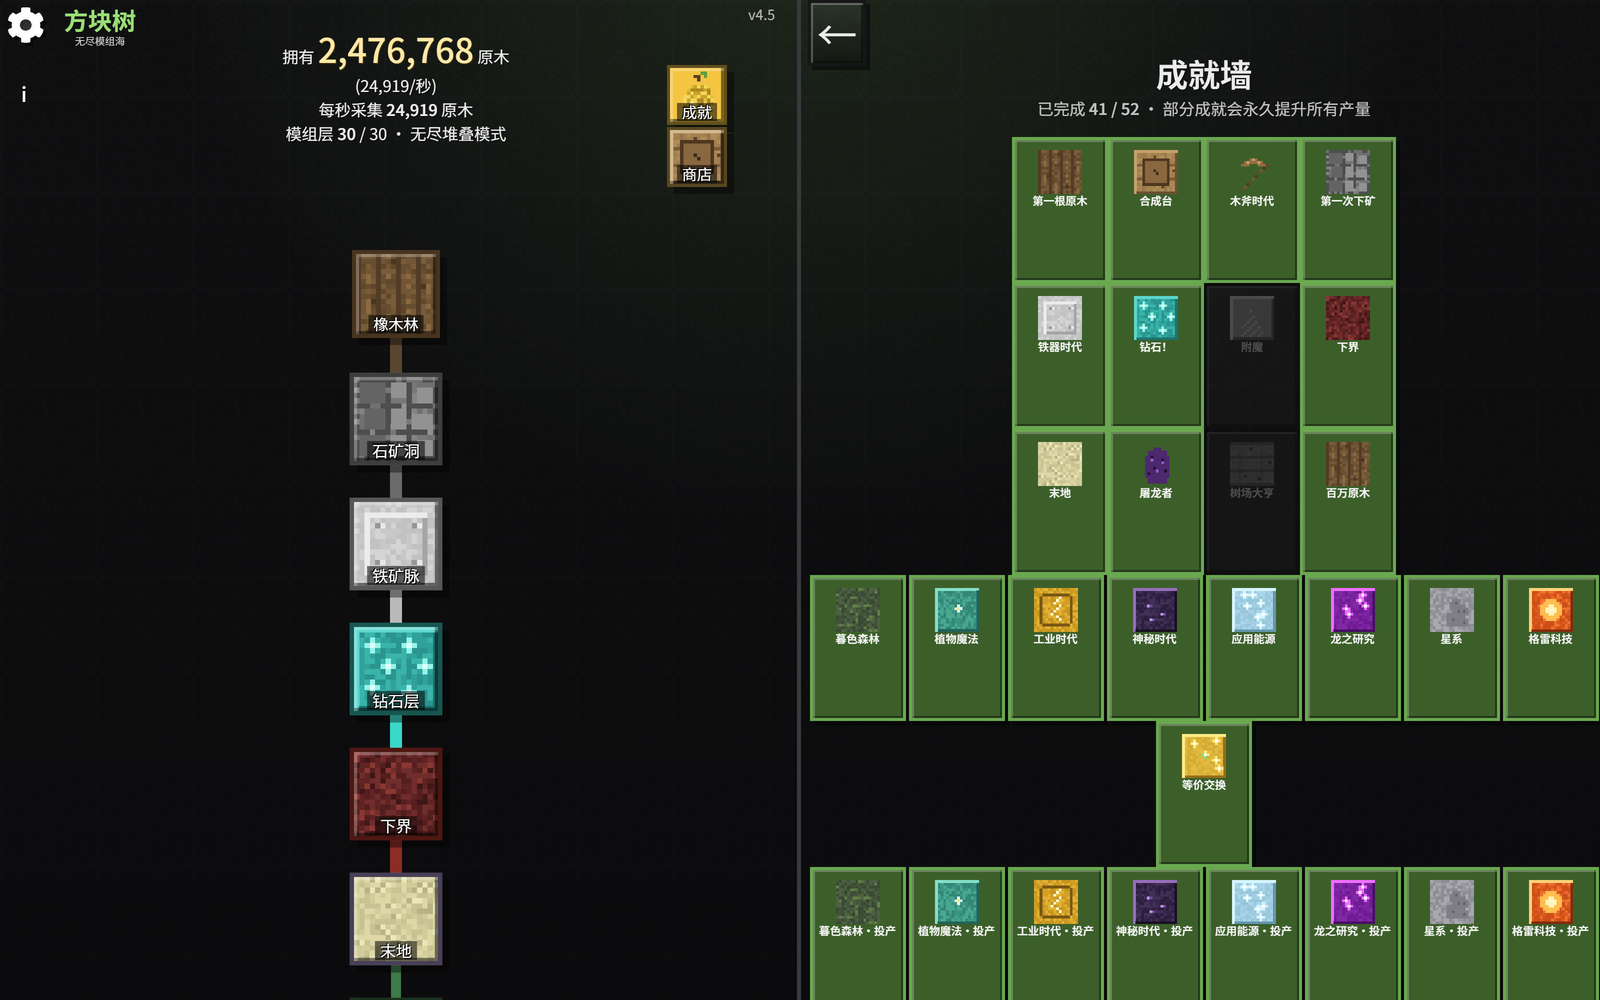 方块树
无尽模组海
v4.5
拥有 2,476,768 原木
(24,919/秒)
每秒采集 24,919 原木
模组层 30 / 30 • 无尽堆叠模式
i
成就
商店
橡木林
石矿洞
铁矿脉
钻石层
下界
末地
成就墙
已完成 41 / 52 • 部分成就会永久提升所有产量
第一根原木
合成台
木斧时代
第一次下矿
铁器时代
钻石!
附魔
下界
末地
屠龙者
树场大亨
百万原木
暮色森林
植物魔法
工业时代
神秘时代
应用能源
龙之研究
星系
格雷科技
等价交换
暮色森林·投产
植物魔法·投产
工业时代·投产
神秘时代·投产
应用能源·投产
龙之研究·投产
星系·投产
格雷科技·投产